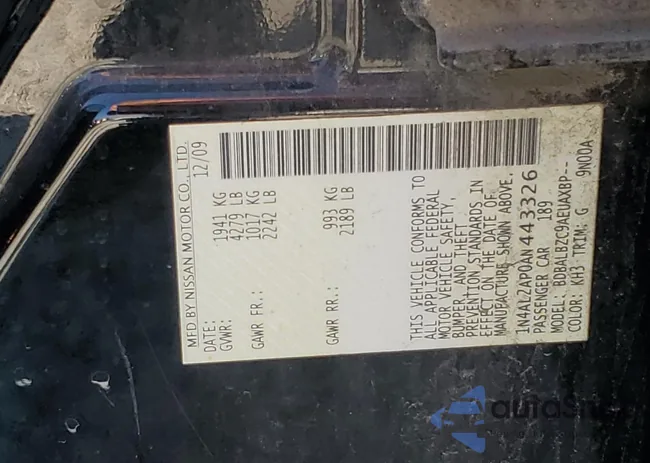 MFD BY NISSAN MOTOR CO., LTD.
DATE: 12/09
GVWR: 1941 KG
4279 LB
GAWR FR.: 1017 KG
2242 LB
GAWR RR.: 993 KG
2189 LB
THIS VEHICLE CONFORMS TO
ALL APPLICABLE FEDERAL
MOTOR VEHICLE SAFETY,
BUMPER, AND THEFT
PREVENTION STANDARDS IN
EFFECT ON THE DATE OF
MANUFACTURE SHOWN ABOVE.
1N4AL2AP0AN443326
PASSENGER CAR 189
MODEL: BDBALBZC9AEUAXBP--
COLOR: KH3 TRIM: G 9N00A